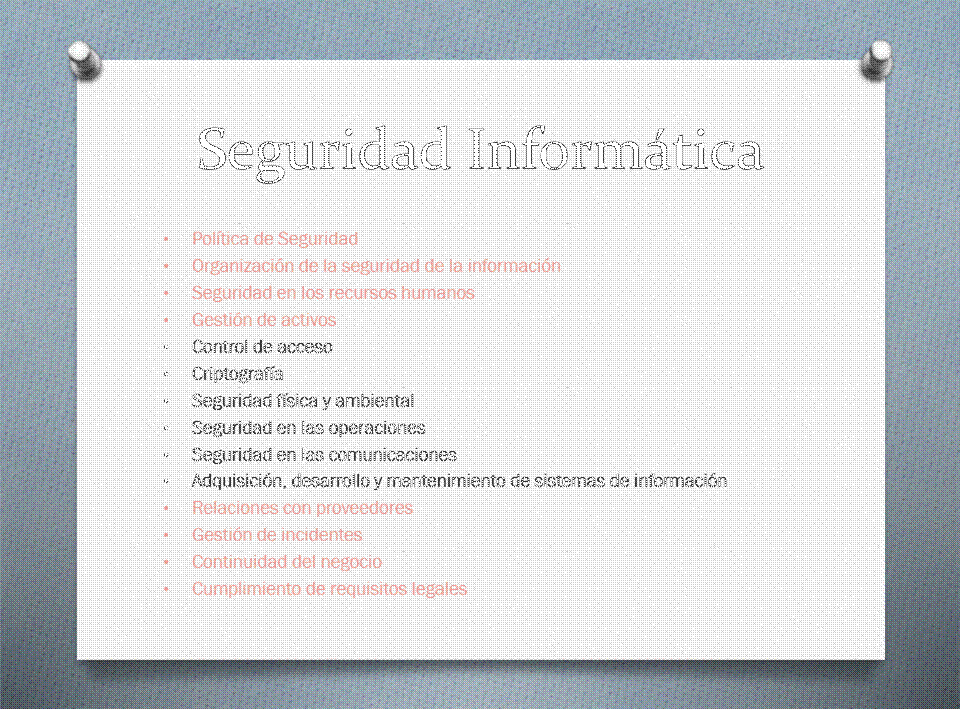 Seguridad Informática
• Política de Seguridad
• Organización de la seguridad de la información
• Seguridad en los recursos humanos
• Gestión de activos
• Control de acceso
• Criptografía
• Seguridad física y ambiental
• Seguridad en las operaciones
• Seguridad en las comunicaciones
• Adquisición, desarrollo y mantenimiento de sistemas de información
• Relaciones con proveedores
• Gestión de incidentes
• Continuidad del negocio
• Cumplimiento de requisitos legales